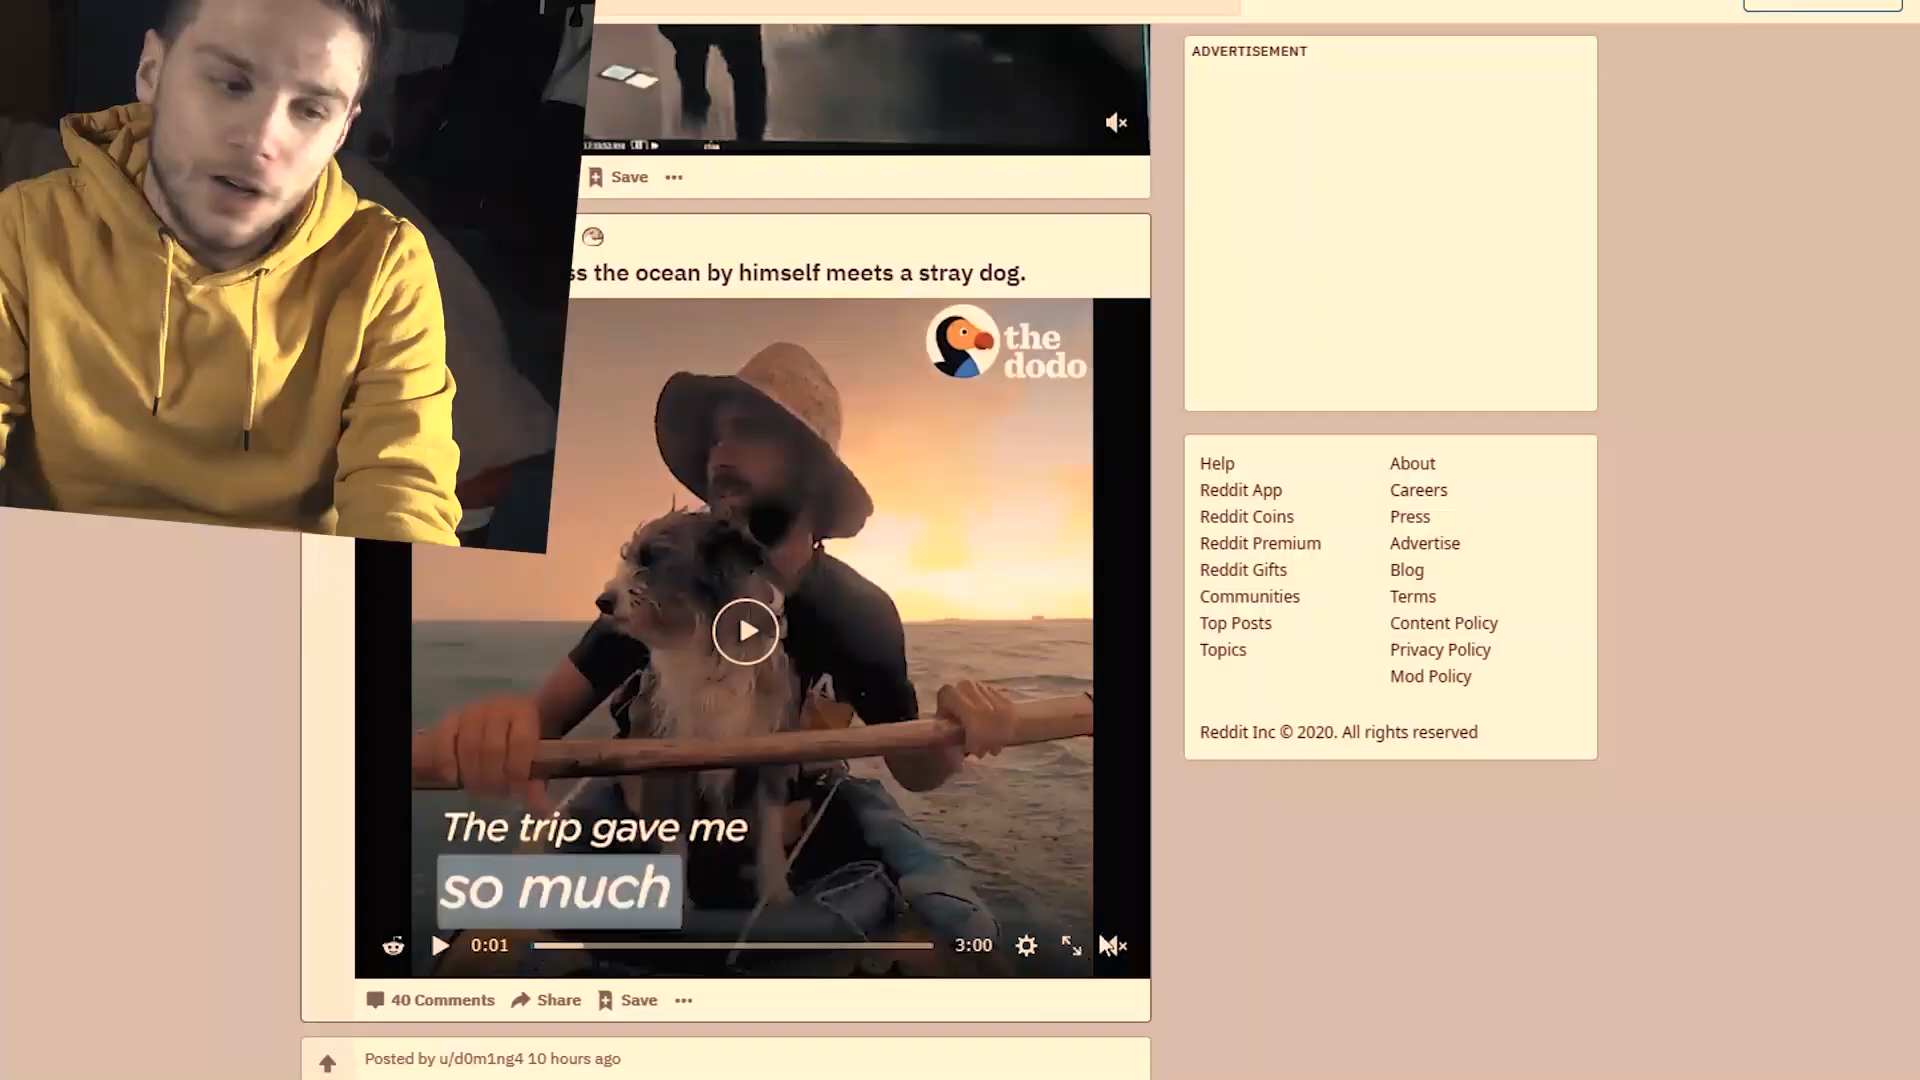 ADVERTISEMENT
Save
ss the ocean by himself meets a stray dog.
the
dodo
The trip gave me
so much
0:01
3:00
40 Comments
Share
Save
Posted by u/d0m1ng4 10 hours ago
Help
About
Reddit App
Careers
Reddit Coins
Press
Reddit Premium
Advertise
Reddit Gifts
Blog
Communities
Terms
Top Posts
Content Policy
Topics
Privacy Policy
Mod Policy
Reddit Inc © 2020. All rights reserved